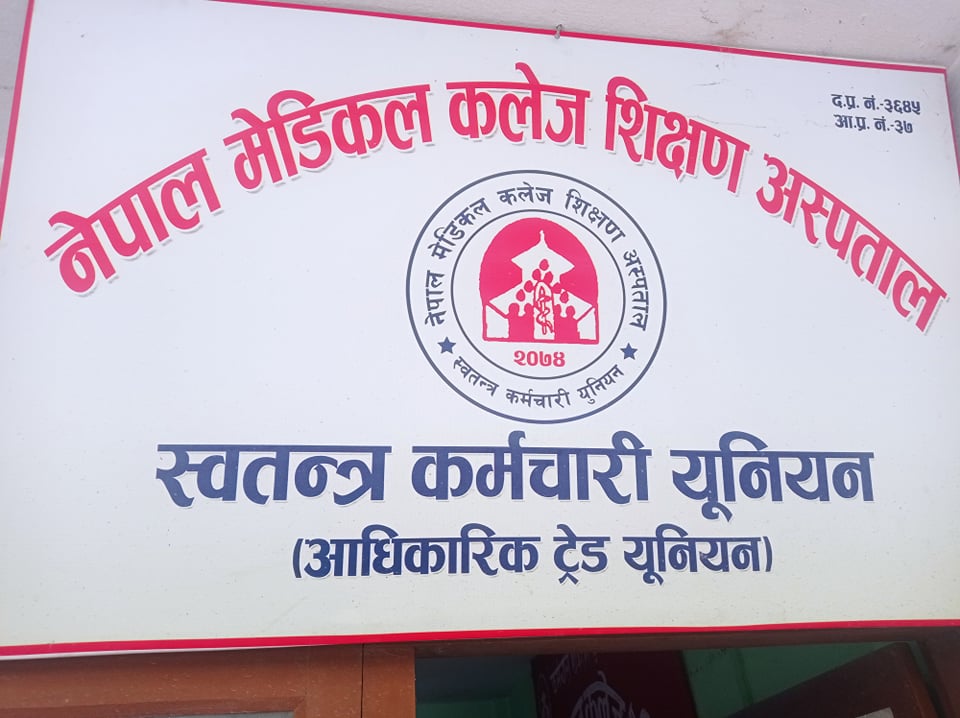 द.प्र. नं.-३६४५
आ.प्र. नं.-३७
नेपाल मेडिकल कलेज शिक्षण अस्पताल
नेपाल मेडिकल कलेज शिक्षण अस्पताल
२०७४
स्वतन्त्र कर्मचारी युनियन
स्वतन्त्र कर्मचारी यूनियन
(आधिकारिक ट्रेड यूनियन)